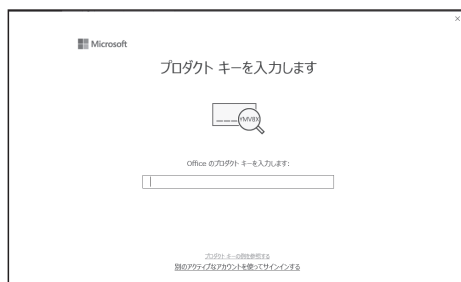 Microsoft
プロダクト キーを入力します
YMV8X
Office のプロダクト キーを入力します:
プロダクト キーの例を参照する
別のアクティブなアカウントを使ってサインインする